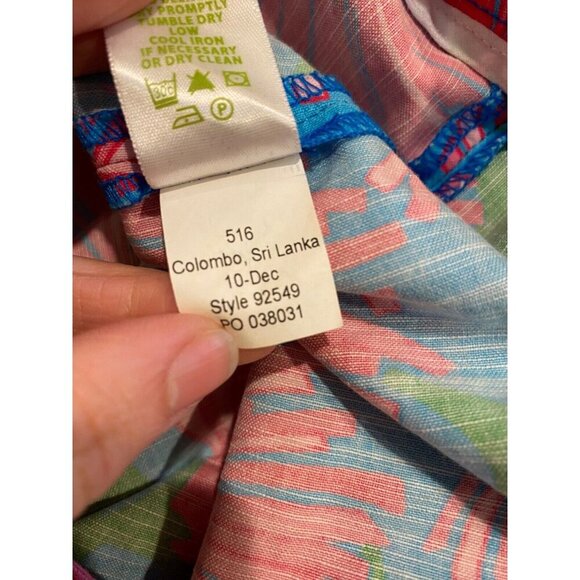 PROMPTLY
TUMBLE DRY
LOW
COOL IRON
IF NECESSARY
OR DRY CLEAN
516
Colombo, Sri Lanka
10-Dec
Style 92549
PO 038031